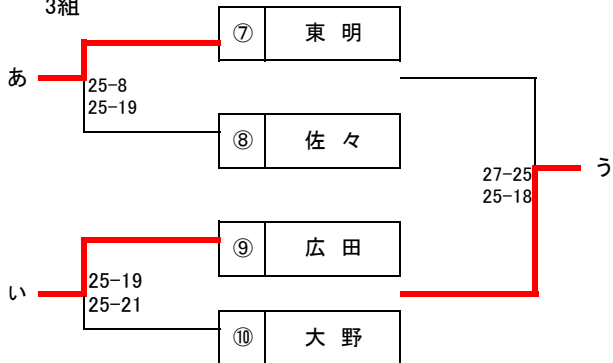 3組
⑦ 東 明
あ
25-8
25-19
⑧ 佐 々
27-25
25-18
う
⑨ 広 田
い
25-19
25-21
⑩ 大 野